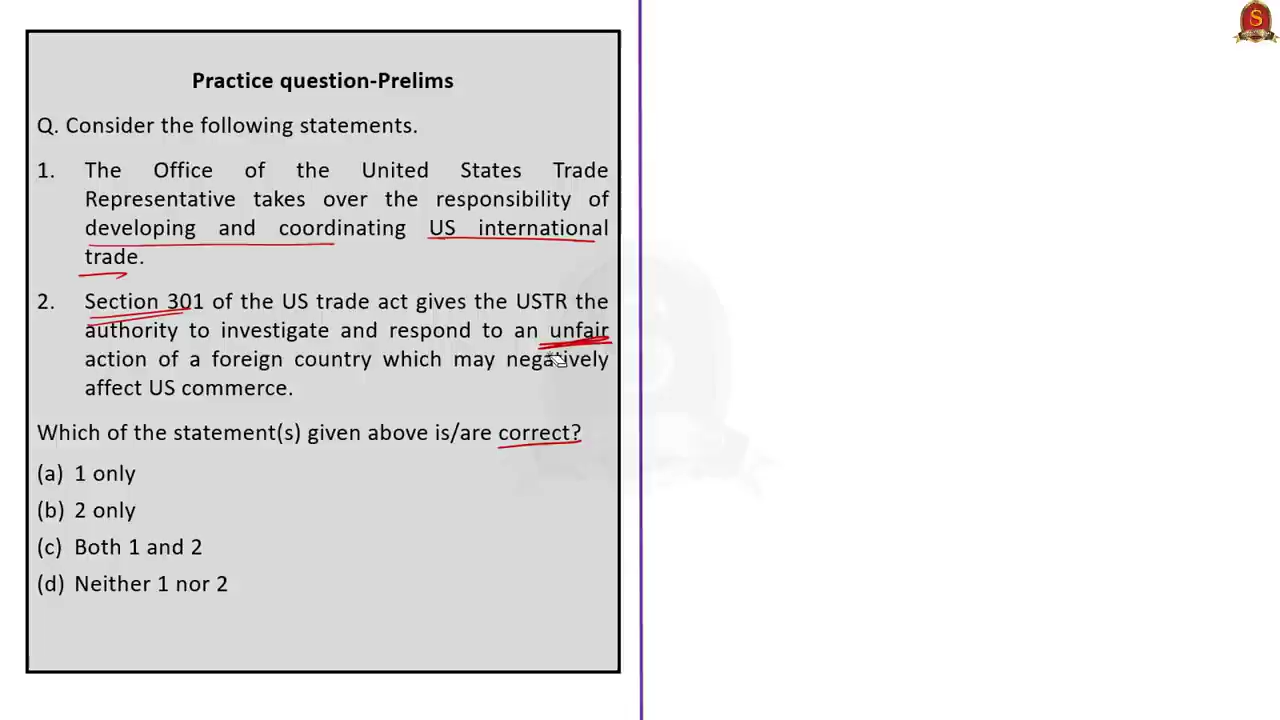 Practice question-Prelims
Q. Consider the following statements.
1. The Office of the United States Trade
Representative takes over the responsibility of
developing and coordinating US international
trade.
2. Section 301 of the US trade act gives the USTR the
authority to investigate and respond to an unfair
action of a foreign country which may negatively
affect US commerce.
Which of the statement(s) given above is/are correct?
(a) 1 only
(b) 2 only
(c) Both 1 and 2
(d) Neither 1 nor 2
S